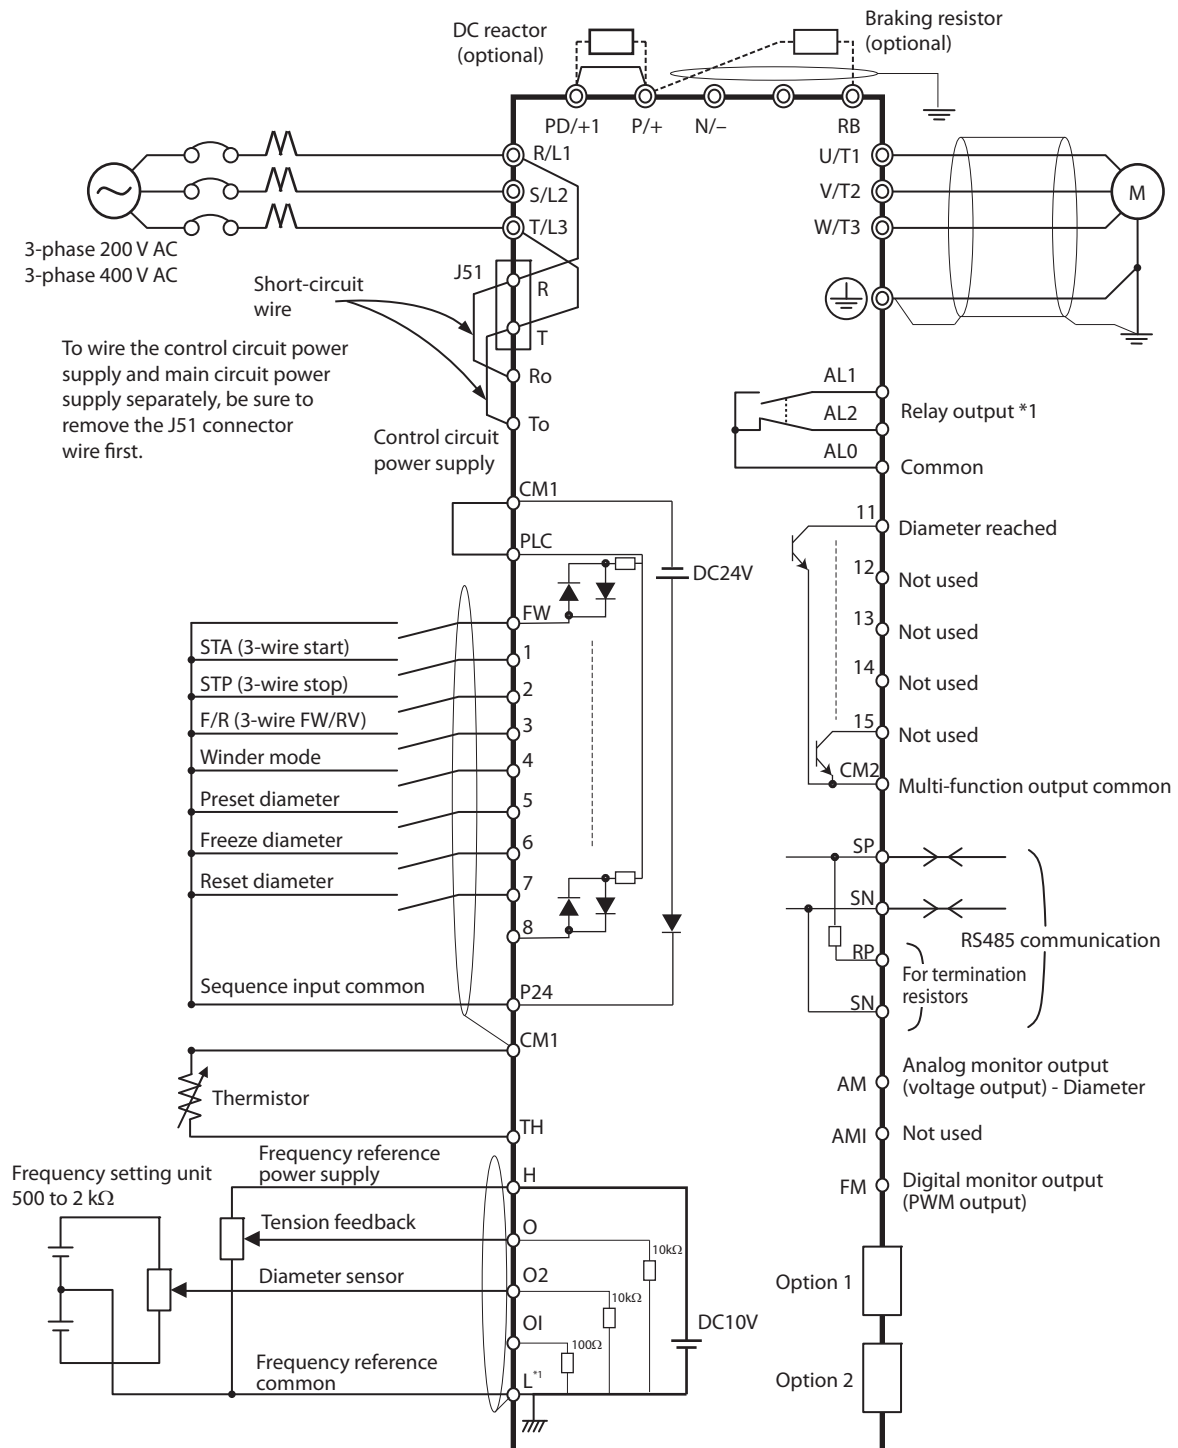 DC reactor
(optional)
Braking resistor
(optional)
PD/+1
P/+
N/–
RB
R/L1
S/L2
T/L3
U/T1
V/T2
W/T3
M
3-phase 200 V AC
3-phase 400 V AC
J51
R
T
Ro
To
Short-circuit
wire
To wire the control circuit power
supply and main circuit power
supply separately, be sure to
remove the J51 connector
wire first.
Control circuit
power supply
AL1
AL2
AL0
Relay output *1
Common
CM1
PLC
DC24V
FW
STA (3-wire start)
1
STP (3-wire stop)
2
F/R (3-wire FW/RV)
3
Winder mode
4
Preset diameter
5
Freeze diameter
6
Reset diameter
7
8
Sequence input common
P24
CM1
Thermistor
TH
11
Diameter reached
12
Not used
13
Not used
14
Not used
15
Not used
CM2
Multi-function output common
SP
SN
RP
SN
RS485 communication
For termination
resistors
AM
Analog monitor output
(voltage output) - Diameter
AMI
Not used
FM
Digital monitor output
(PWM output)
Option 1
Option 2
Frequency setting unit
500 to 2 kΩ
Frequency reference
power supply
H
Tension feedback
O
10kΩ
Diameter sensor
O2
10kΩ
OI
100Ω
DC10V
Frequency reference
common
L*1